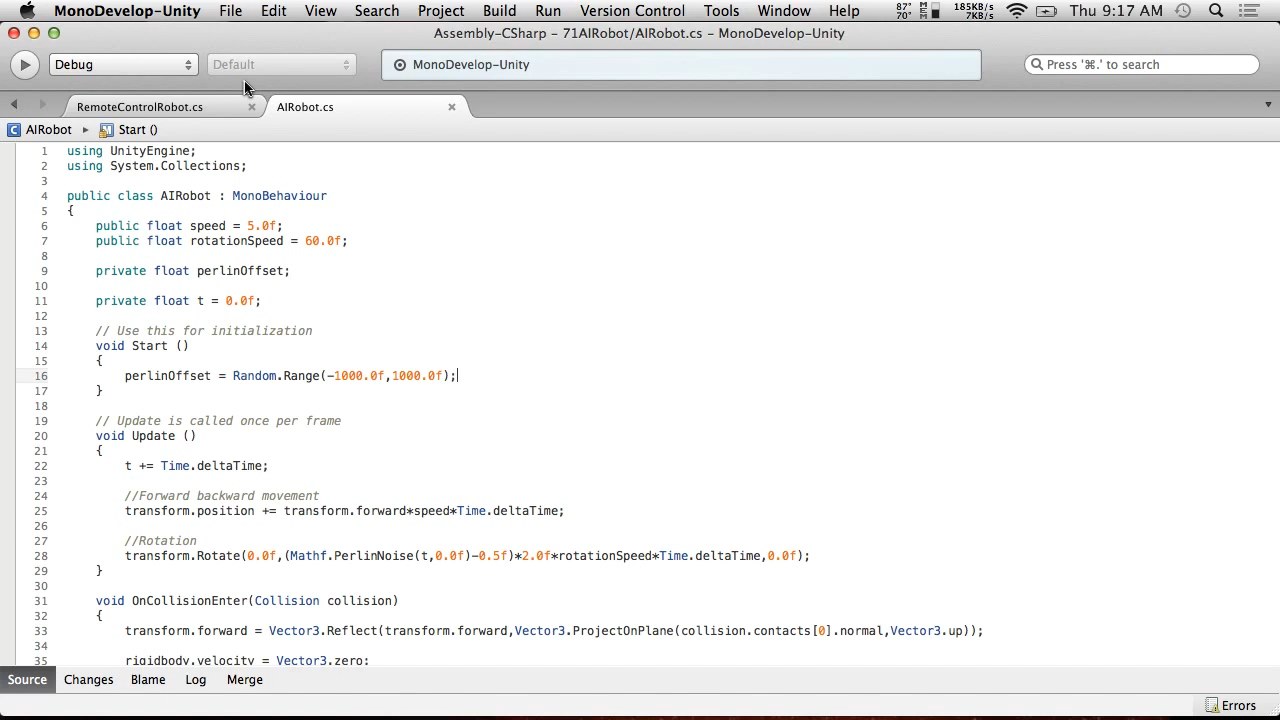 MonoDevelop-Unity File Edit View Search Project Build Run Version Control Tools Window Help 87° 70° M M 185KB/s 7KB/s Thu 9:17 AM
Assembly-CSharp - 71AIRobot/AIRobot.cs - MonoDevelop-Unity
Debug Default MonoDevelop-Unity Press '⌘.' to search
RemoteControlRobot.cs AIRobot.cs
C AIRobot Start ()
1 using UnityEngine;
2 using System.Collections;
3
4 public class AIRobot : MonoBehaviour
5 {
6 public float speed = 5.0f;
7 public float rotationSpeed = 60.0f;
8
9 private float perlinOffset;
10
11 private float t = 0.0f;
12
13 // Use this for initialization
14 void Start ()
15 {
16 perlinOffset = Random.Range(-1000.0f,1000.0f);
17 }
18
19 // Update is called once per frame
20 void Update ()
21 {
22 t += Time.deltaTime;
23
24 //Forward backward movement
25 transform.position += transform.forward*speed*Time.deltaTime;
26
27 //Rotation
28 transform.Rotate(0.0f,(Mathf.PerlinNoise(t,0.0f)-0.5f)*2.0f*rotationSpeed*Time.deltaTime,0.0f);
29 }
30
31 void OnCollisionEnter(Collision collision)
32 {
33 transform.forward = Vector3.Reflect(transform.forward,Vector3.ProjectOnPlane(collision.contacts[0].normal,Vector3.up));
34
35 rigidbody.velocity = Vector3.zero;
Source Changes Blame Log Merge
Errors